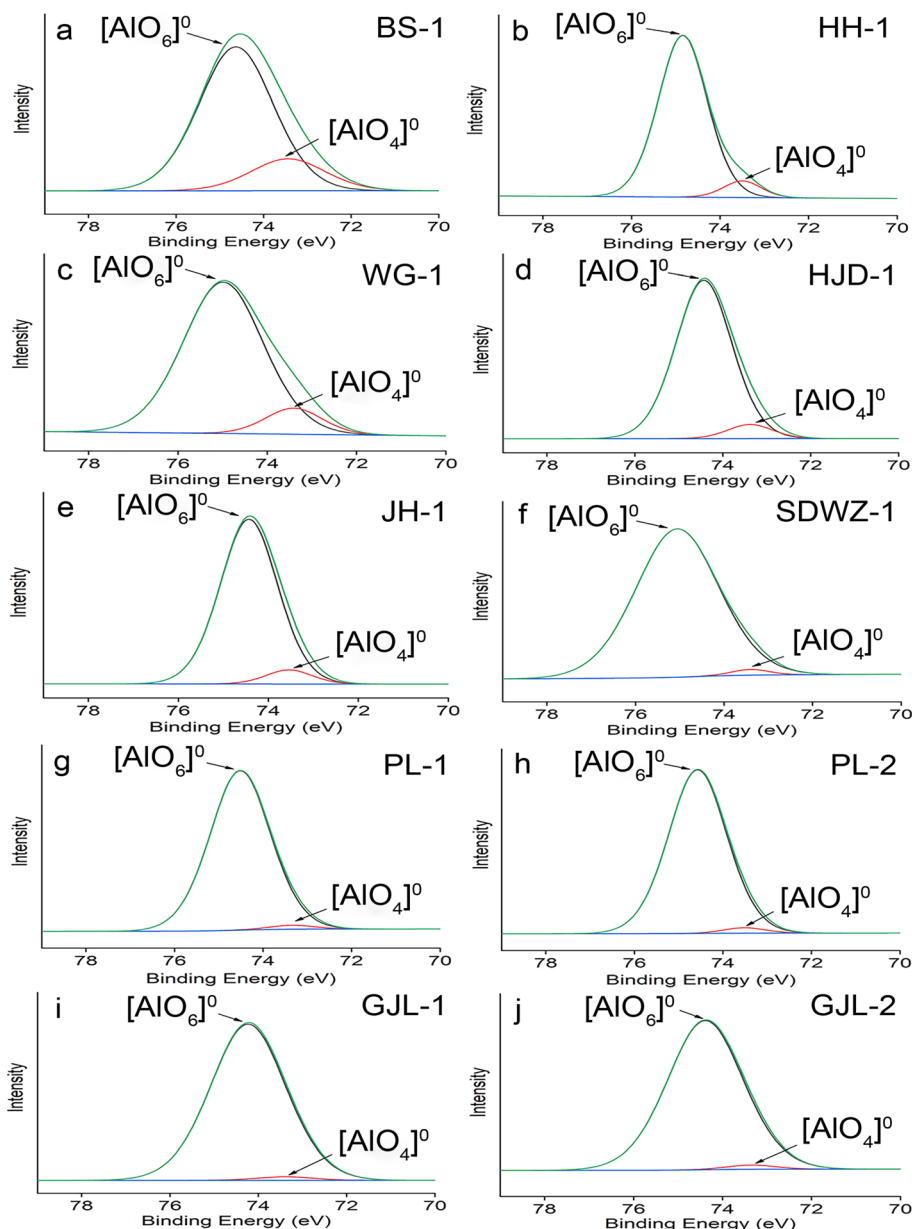 a [AlO6]0 BS-1
[AlO4]0
Intensity
78 76 74 72 70
Binding Energy (eV)
b [AlO6]0 HH-1
[AlO4]0
Intensity
78 76 74 72 70
Binding Energy (eV)
c [AlO6]0 WG-1
[AlO4]0
Intensity
78 76 74 72 70
Binding Energy (eV)
d [AlO6]0 HJD-1
[AlO4]0
Intensity
78 76 74 72 70
Binding Energy (eV)
e [AlO6]0 JH-1
[AlO4]0
Intensity
78 76 74 72 70
Binding Energy (eV)
f [AlO6]0 SDWZ-1
[AlO4]0
Intensity
78 76 74 72 70
Binding Energy (eV)
g [AlO6]0 PL-1
[AlO4]0
Intensity
78 76 74 72 70
Binding Energy (eV)
h [AlO6]0 PL-2
[AlO4]0
Intensity
78 76 74 72 70
Binding Energy (eV)
i [AlO6]0 GJL-1
[AlO4]0
Intensity
78 76 74 72 70
Binding Energy (eV)
j [AlO6]0 GJL-2
[AlO4]0
Intensity
78 76 74 72 70
Binding Energy (eV)